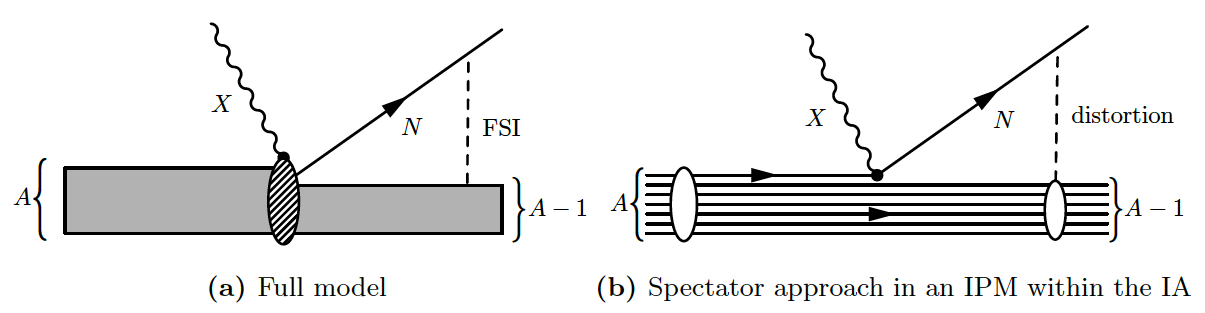 X
N
FSI
A
A − 1
(a) Full model
X
N
distortion
A
A − 1
(b) Spectator approach in an IPM within the IA